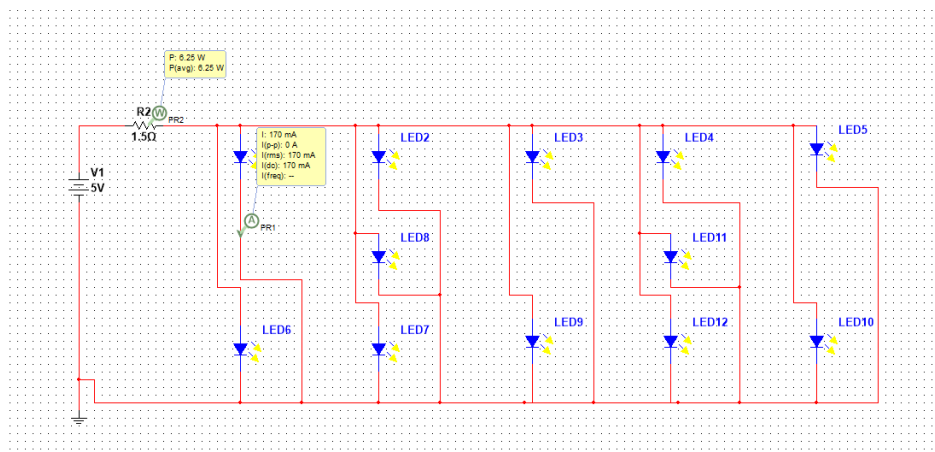 P: 6.25 W
P(avg): 6.25 W
R2
PR2
1.5Ω
I: 170 mA
I(p-p): 0 A
I(rms): 170 mA
I(dc): 170 mA
I(freq): --
LED2
LED3
LED4
LED5
V1
5V
W
A
PR1
LED8
LED11
LED6
LED7
LED9
LED12
LED10